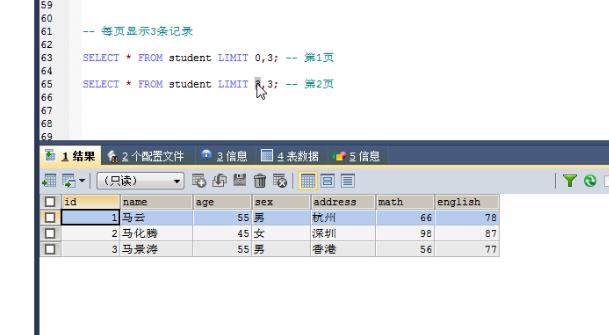 59
60
61 -- 每页显示3条记录
62
63 SELECT * FROM student LIMIT 0,3; -- 第1页
64
65 SELECT * FROM student LIMIT 3,3; -- 第2页
66
67
68
69
1 结果 2 个配置文件 3 信息 4 表数据 5 信息
(只读)
id name age sex address math english
1 马云 55 男 杭州 66 78
2 马化腾 45 女 深圳 98 87
3 马景涛 55 男 香港 56 77